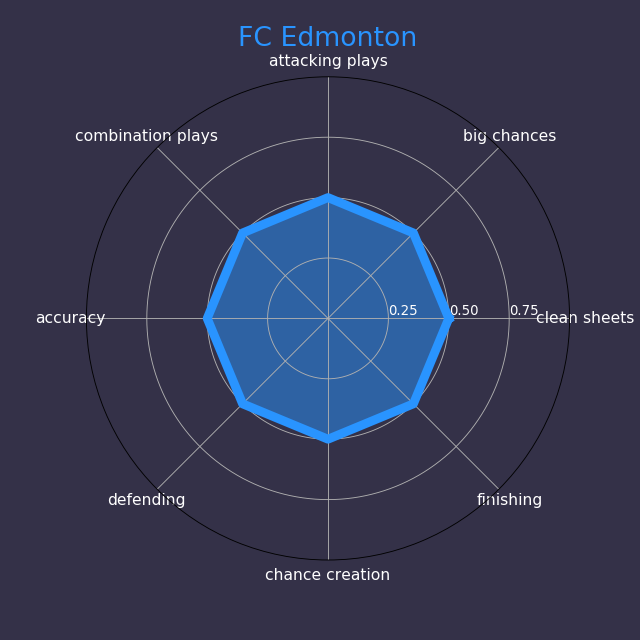 FC Edmonton
attacking plays
combination plays
big chances
0.25
0.50
0.75
accuracy
clean sheets
defending
finishing
chance creation